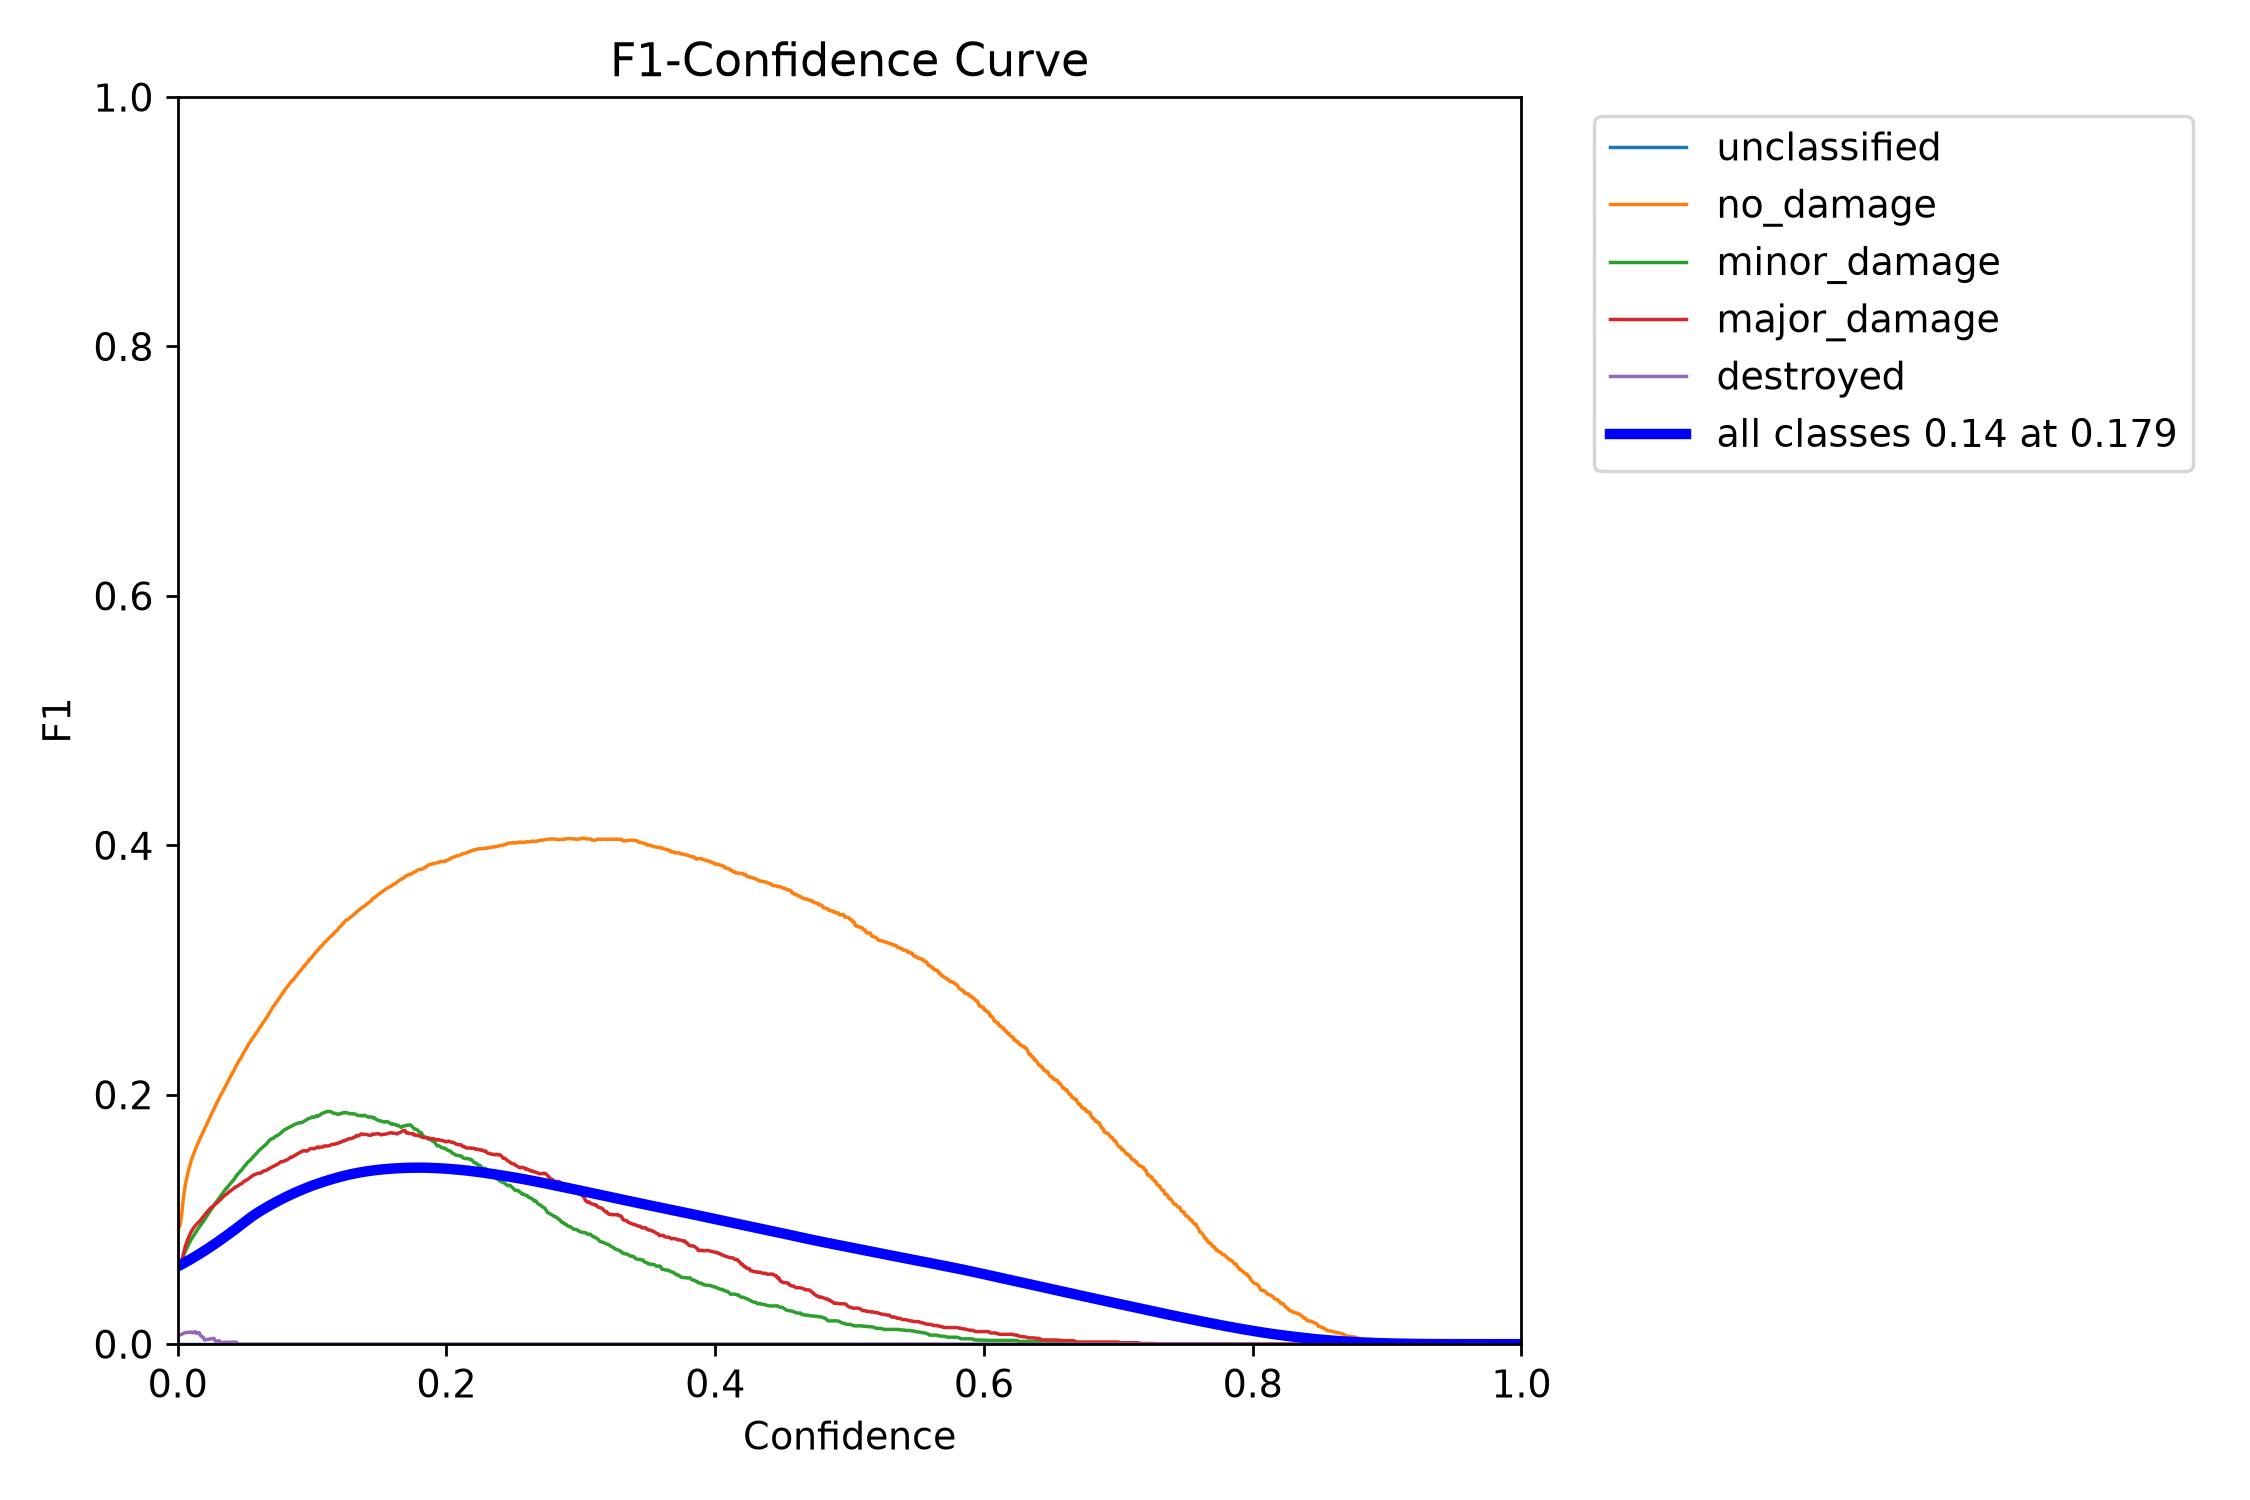 F1-Confidence Curve
1.0
0.8
0.6
0.4
0.2
0.0
F1
0.0 0.2 0.4 0.6 0.8 1.0
Confidence
unclassified
no_damage
minor_damage
major_damage
destroyed
all classes 0.14 at 0.179